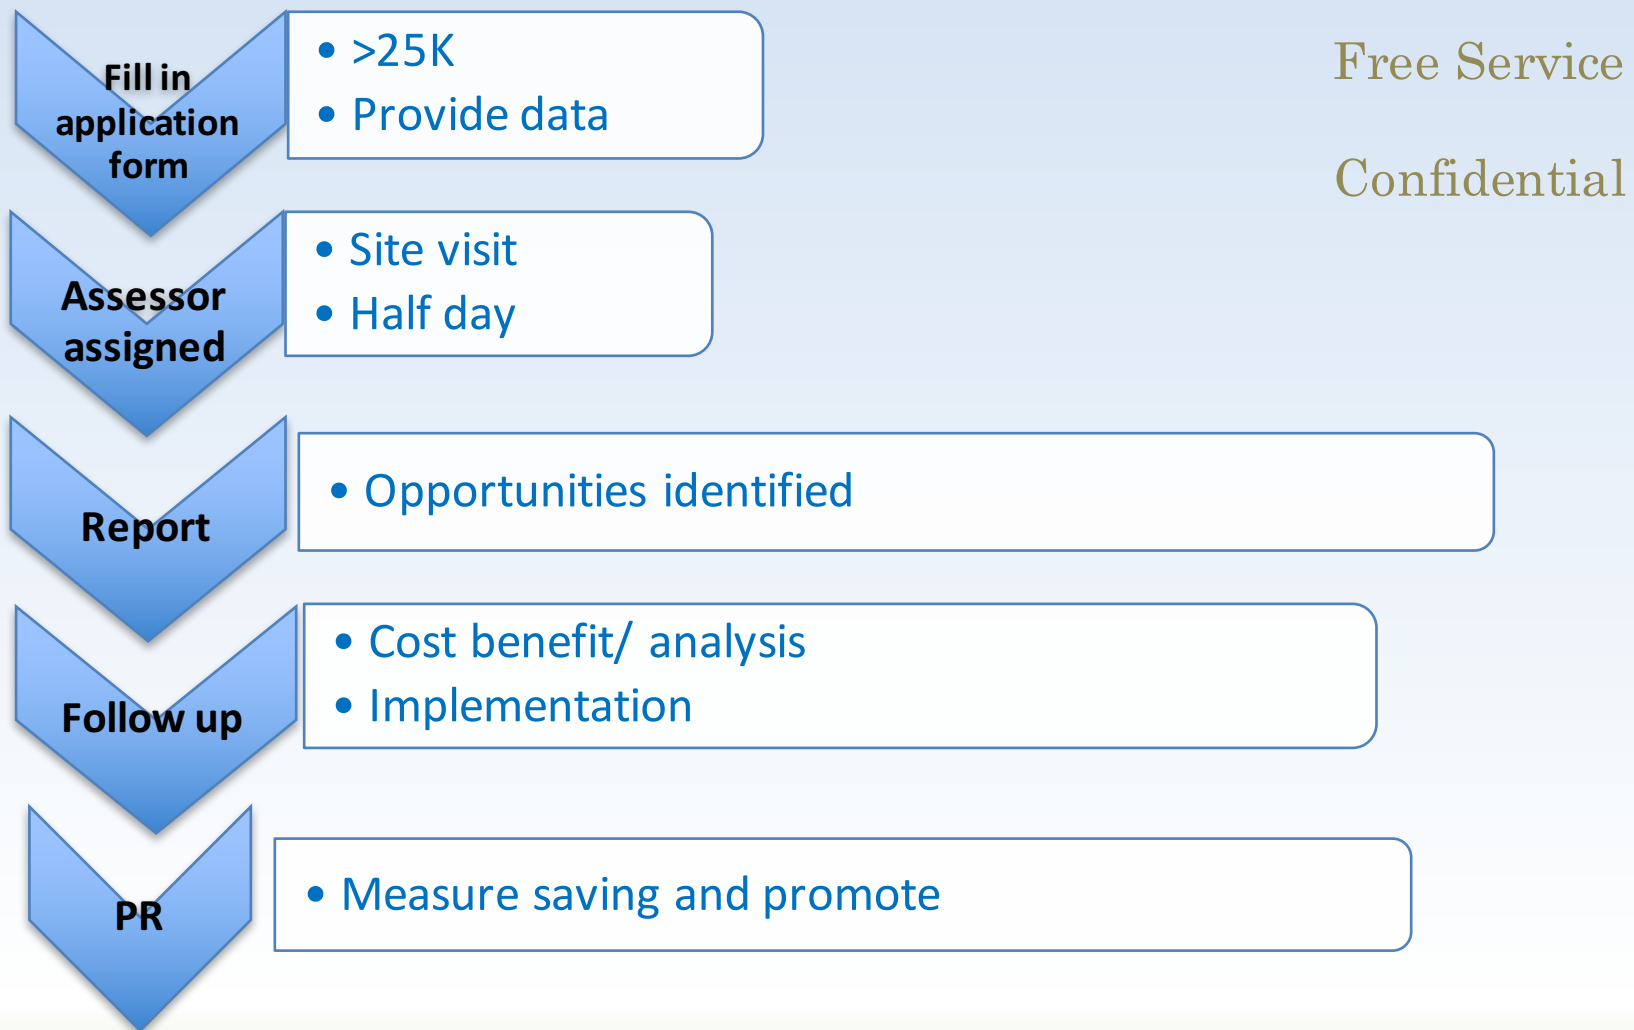 Fill in
application
form
• >25K
• Provide data
Free Service
Confidential
Assessor
assigned
• Site visit
• Half day
Report
• Opportunities identified
Follow up
• Cost benefit/ analysis
• Implementation
PR
• Measure saving and promote